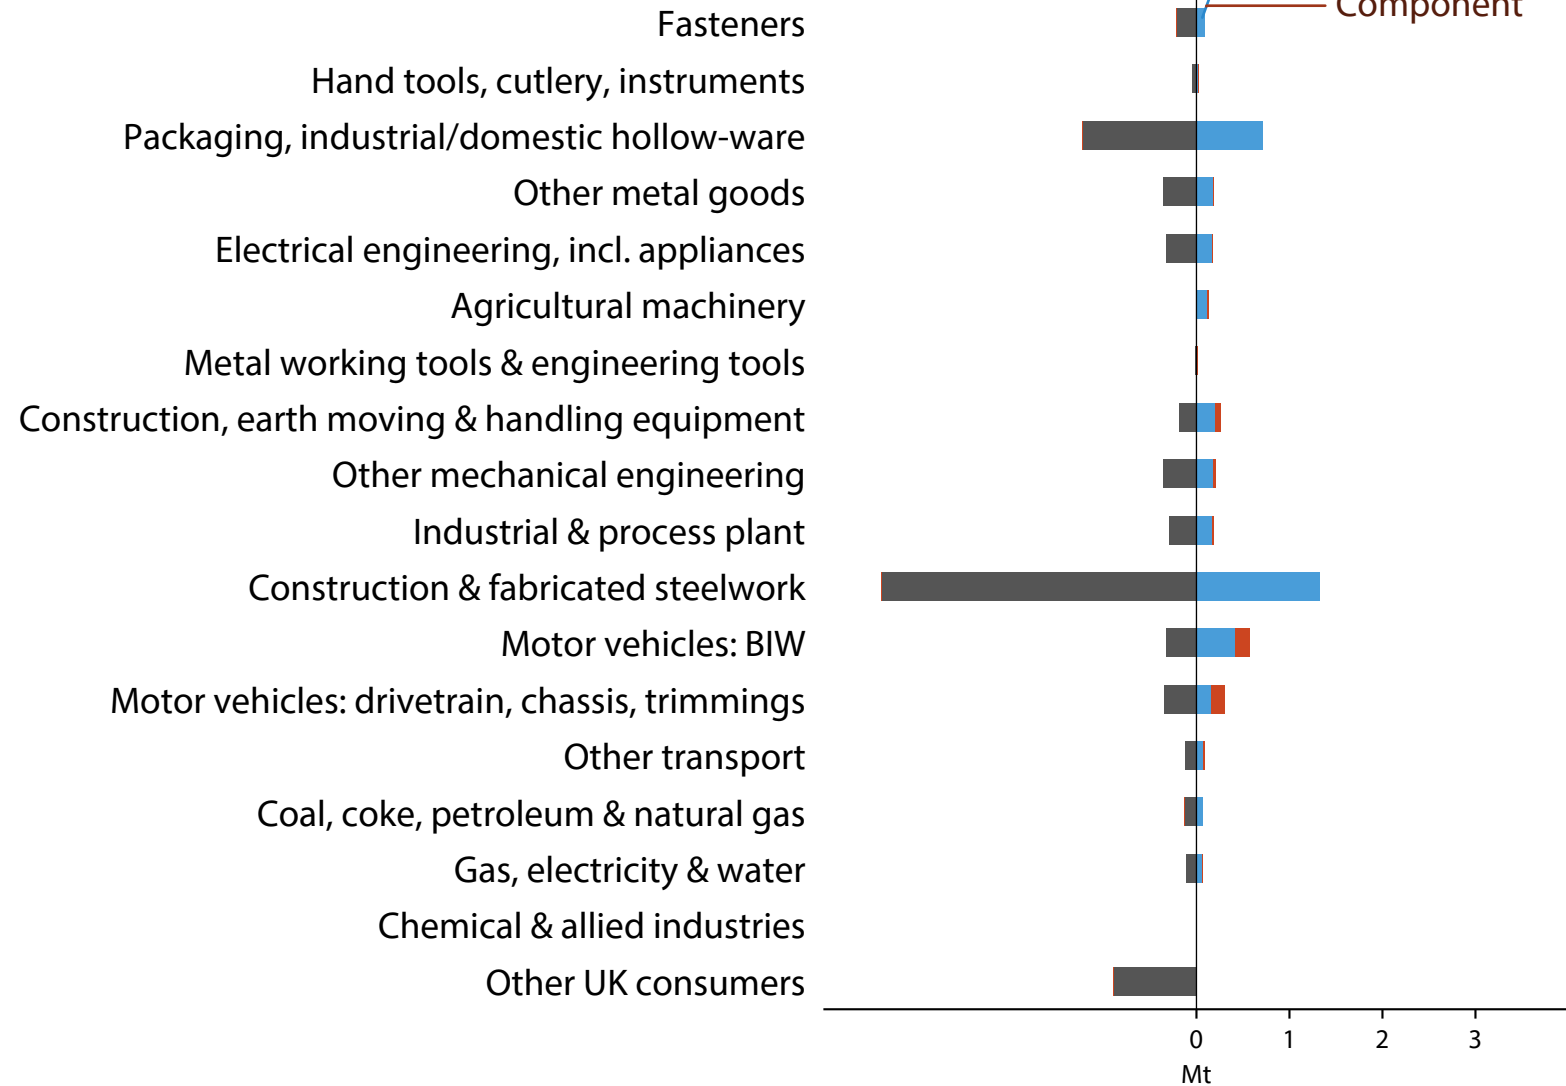 Component
Fasteners
Hand tools, cutlery, instruments
Packaging, industrial/domestic hollow-ware
Other metal goods
Electrical engineering, incl. appliances
Agricultural machinery
Metal working tools & engineering tools
Construction, earth moving & handling equipment
Other mechanical engineering
Industrial & process plant
Construction & fabricated steelwork
Motor vehicles: BIW
Motor vehicles: drivetrain, chassis, trimmings
Other transport
Coal, coke, petroleum & natural gas
Gas, electricity & water
Chemical & allied industries
Other UK consumers
0 1 2 3
Mt